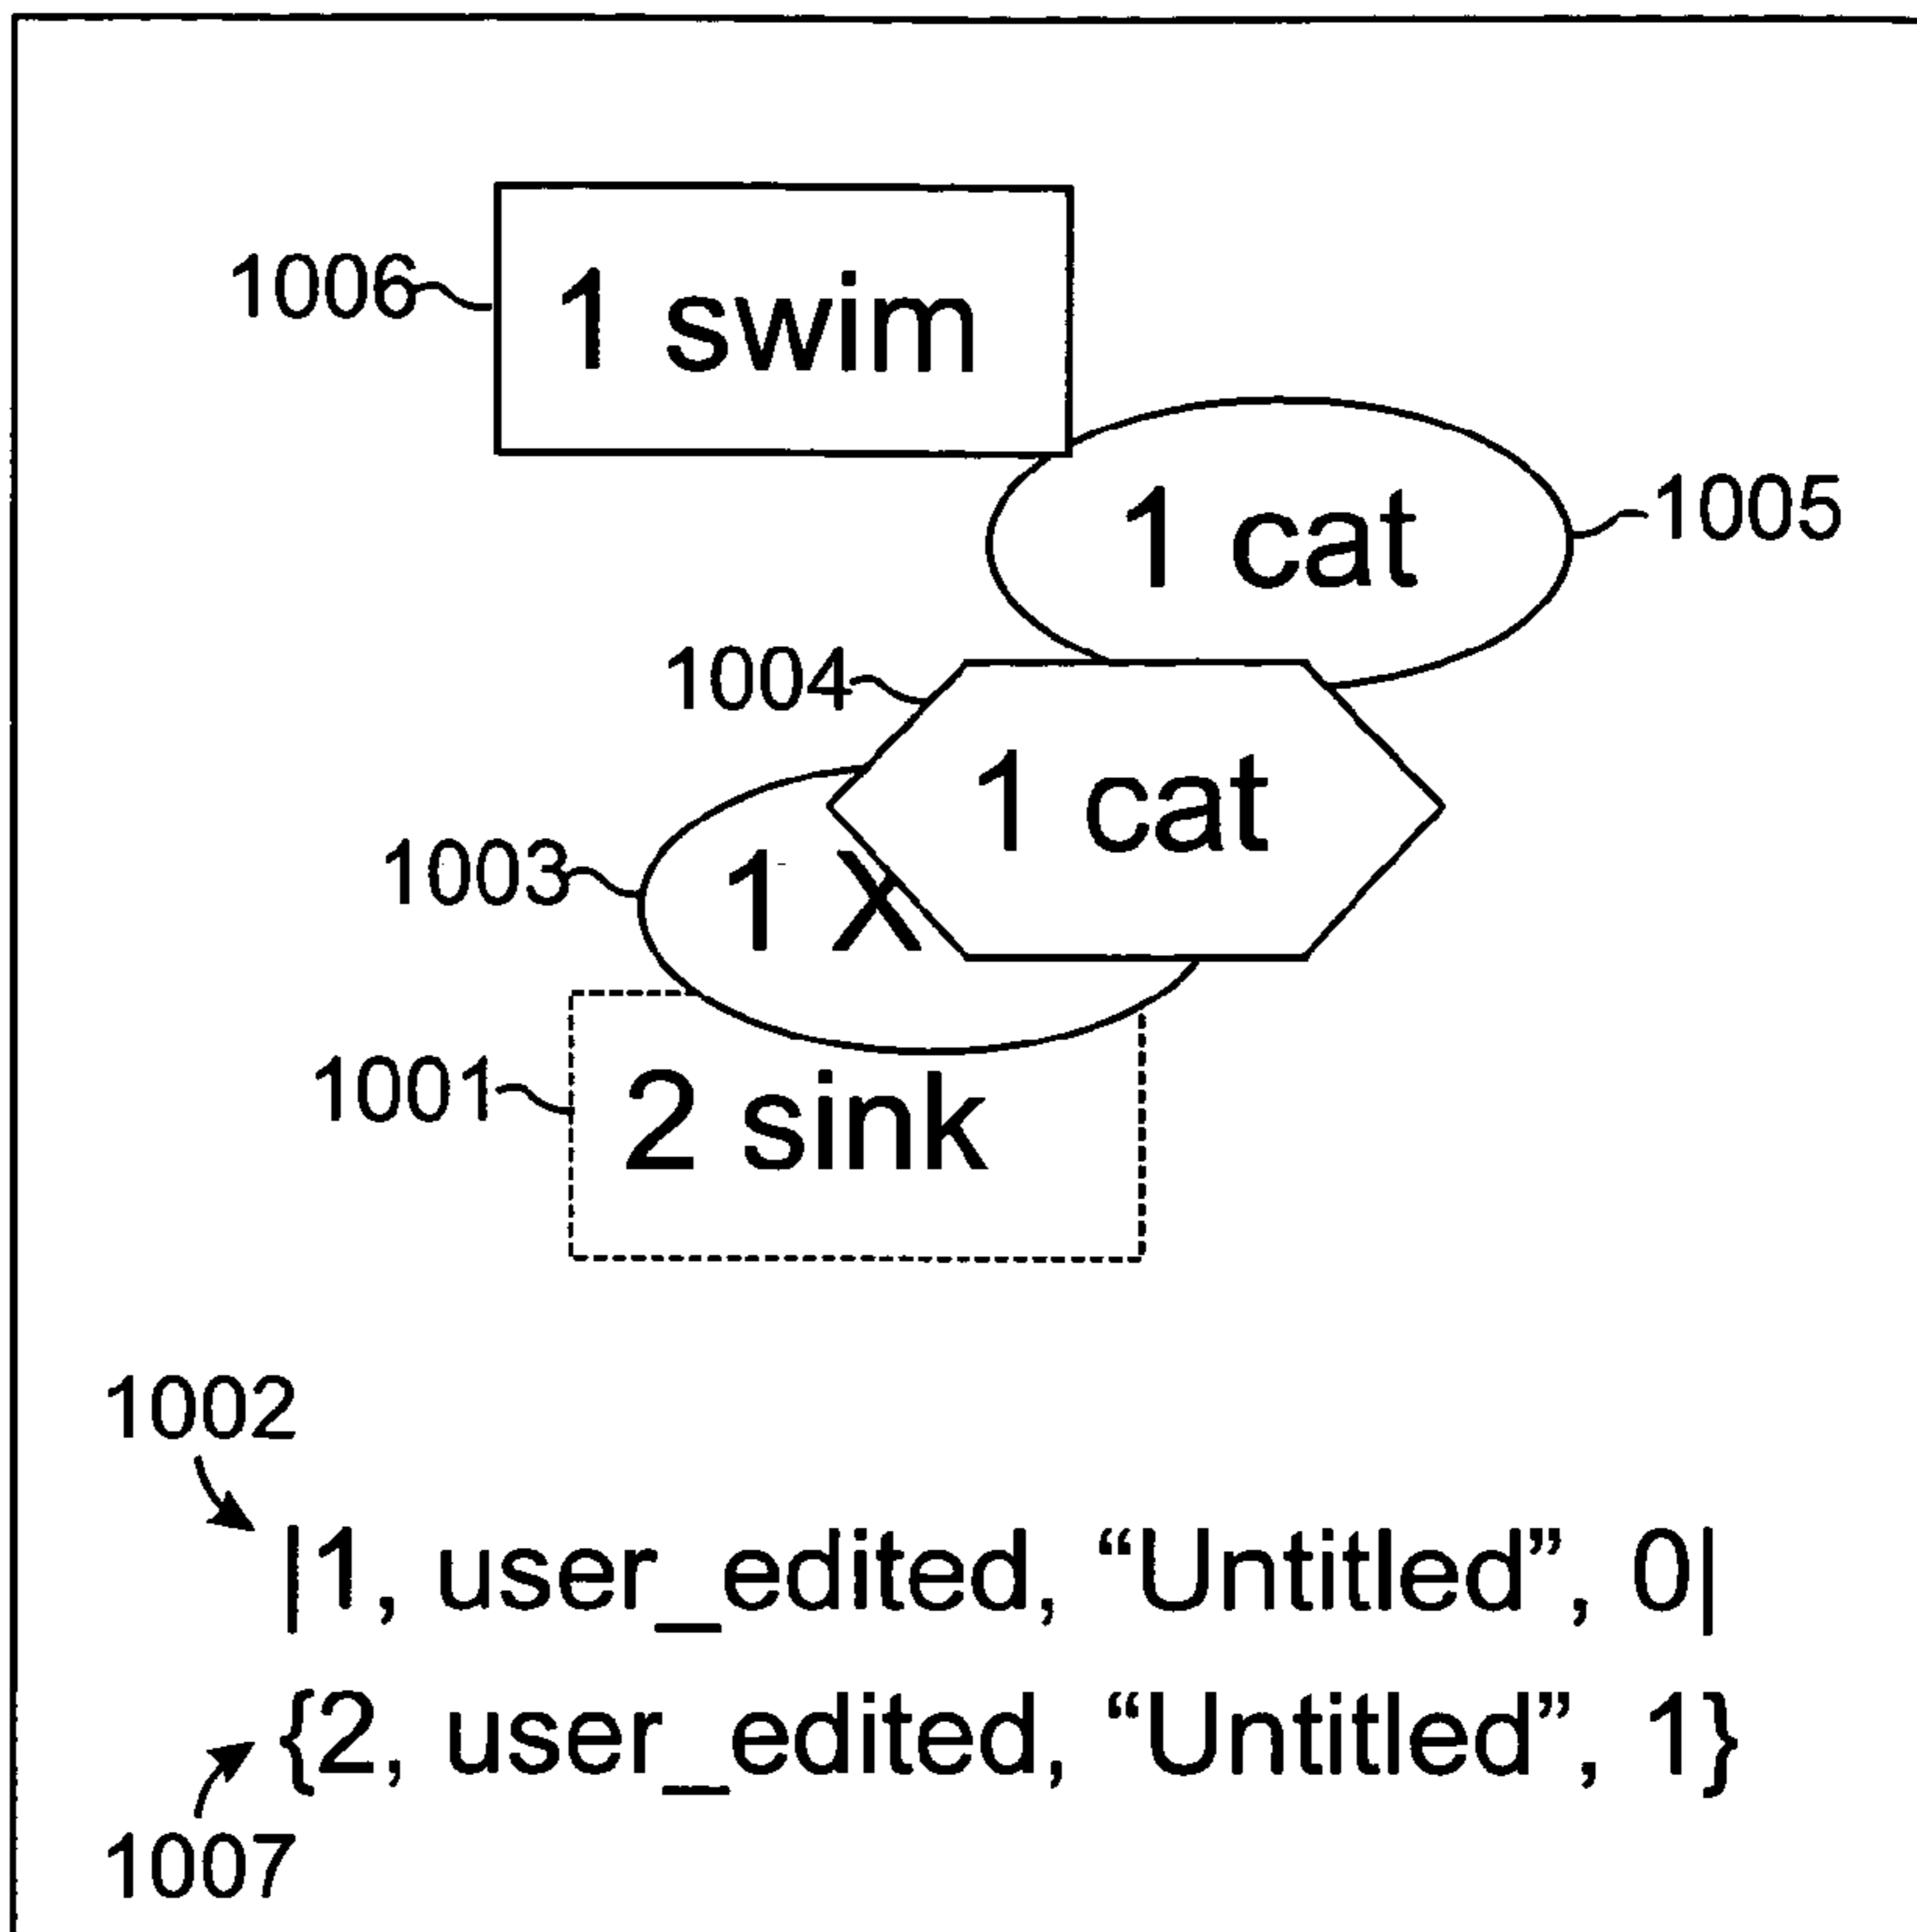 1006
1 swim
1 cat
1005
1004
1 cat
1003
1 X
1001
2 sink
1002
|1, user_edited, “Untitled”, 0|
{2, user_edited, “Untitled”, 1}
1007